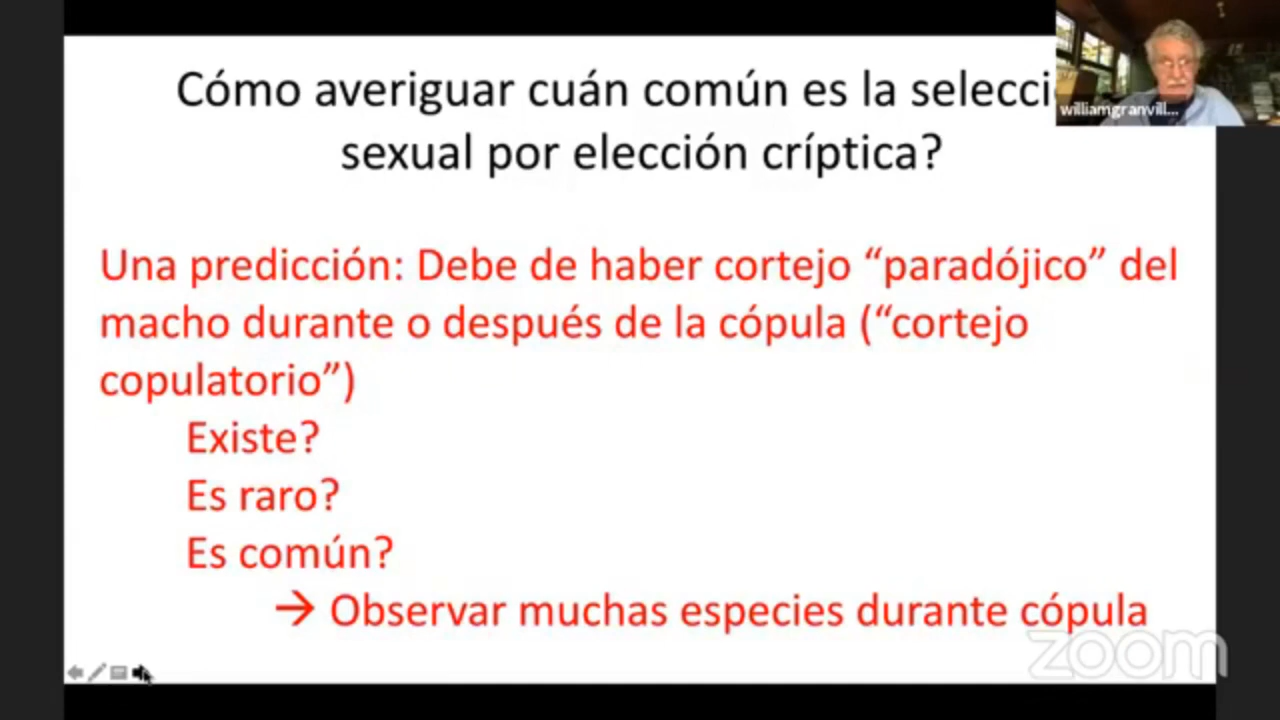 Cómo averiguar cuán común es la selecci
sexual por elección críptica?
williamgranvill...
Una predicción: Debe de haber cortejo “paradójico” del
macho durante o después de la cópula (“cortejo
copulatorio”)
Existe?
Es raro?
Es común?
→ Observar muchas especies durante cópula
zoom